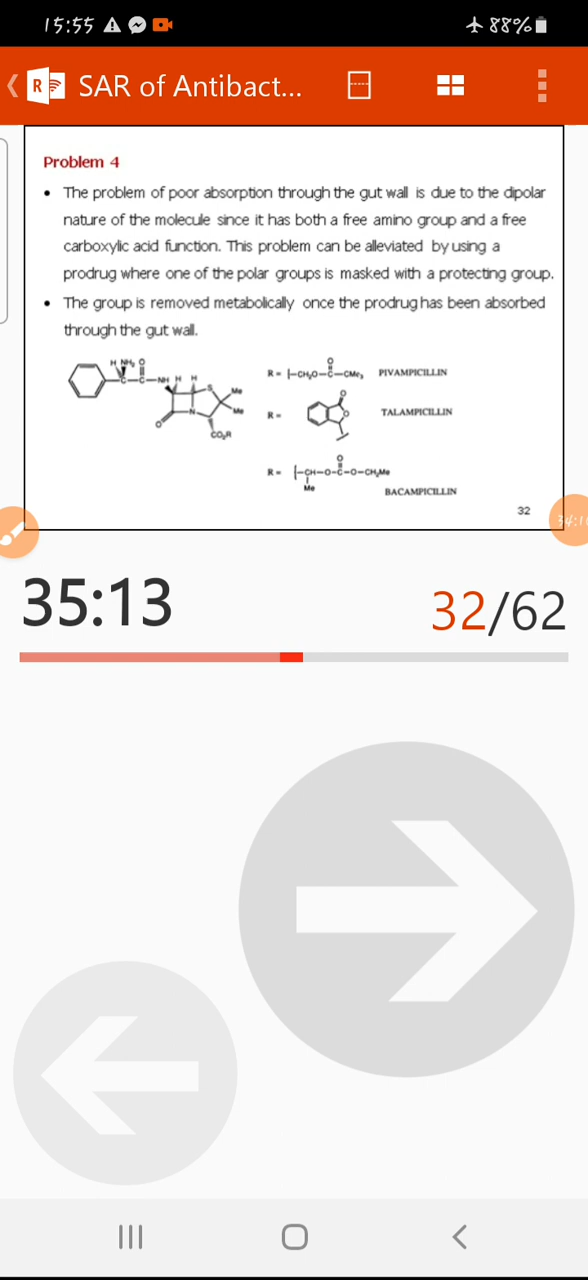 15:55 88%
R SAR of Antibact...
Problem 4
• The problem of poor absorption through the gut wall is due to the dipolar
nature of the molecule since it has both a free amino group and a free
carboxylic acid function. This problem can be alleviated by using a
prodrug where one of the polar groups is masked with a protecting group.
• The group is removed metabolically once the prodrug has been absorbed
through the gut wall.
H NH₂ O
C C NH H H
S Me
N Me
O
CO₂R
O
R= CH₂O-C-CMe₃ PIVAMPICILLIN
O
R= O TALAMPICILLIN
O
R= CH-O-C-O-CH₂Me
Me BACAMPICILLIN
32
35:13 32/62